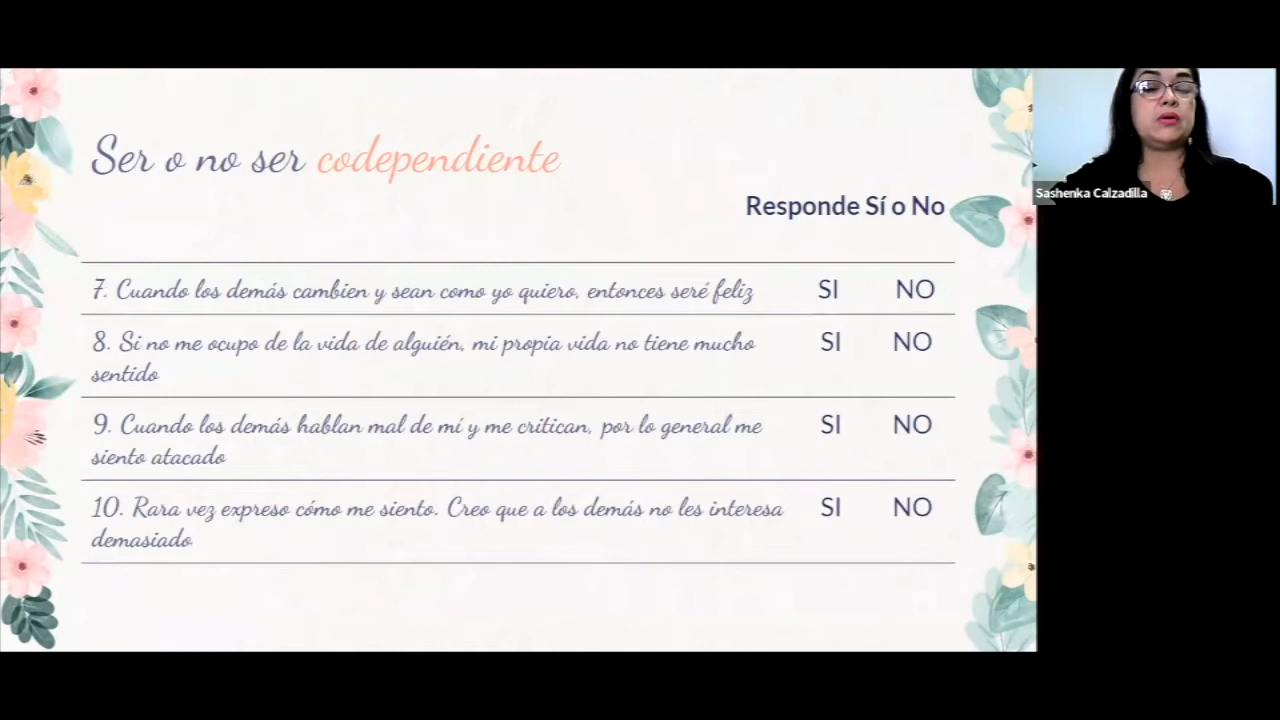 Ser o no ser codependiente
Responde Sí o No
7. Cuando los demás cambien y sean como yo quiero, entonces seré feliz SI NO
8. Si no me ocupo de la vida de alguién, mi propia vida no tiene mucho SI NO
sentido
9. Cuando los demás hablan mal de mí y me critican, por lo general me SI NO
siento atacado
10. Rara vez expreso cómo me siento. Creo que a los demás no les interesa SI NO
demasiado
Sashenka Calzadilla